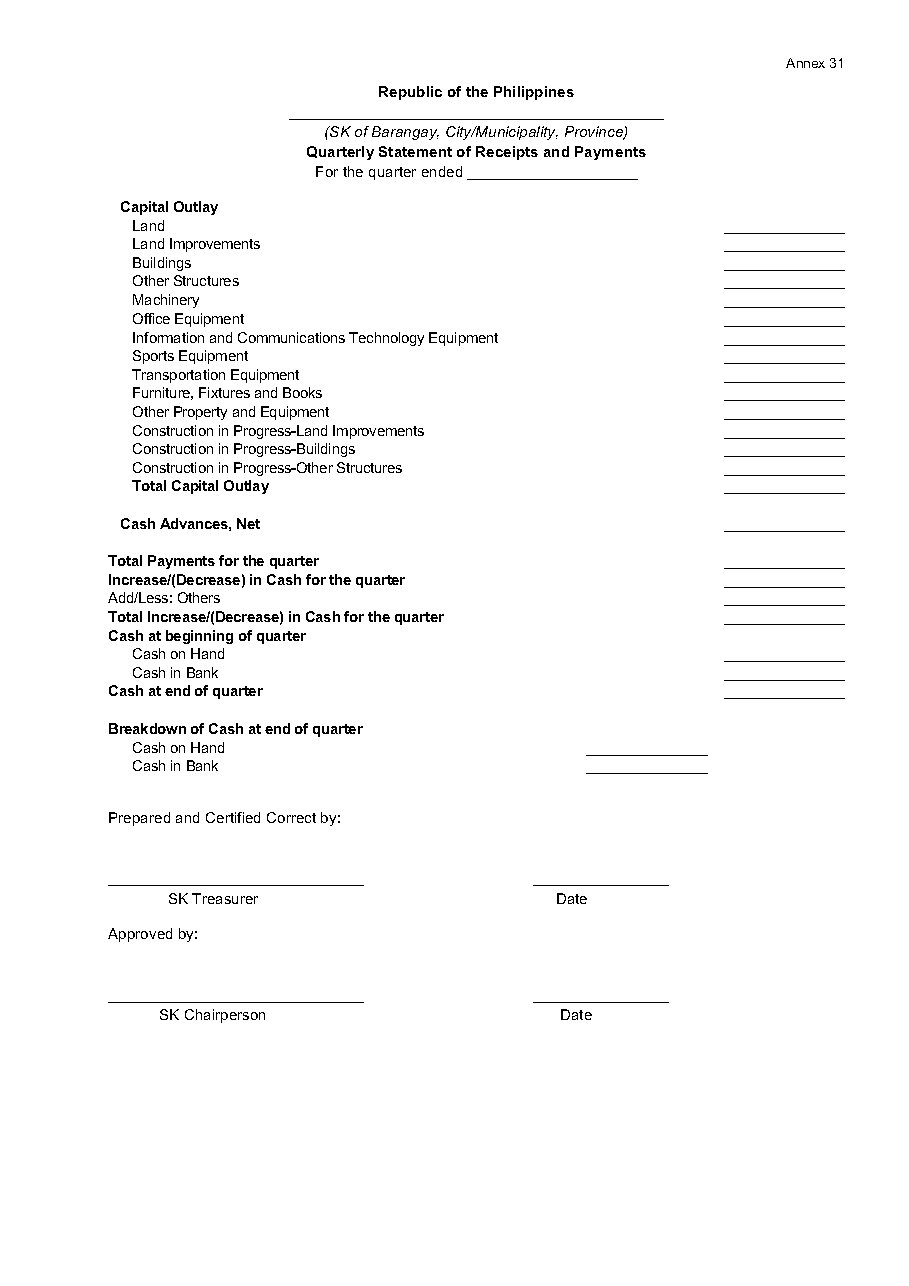 Annex 31
Republic of the Philippines
(SK of Barangay, City/Municipality, Province)
Quarterly Statement of Receipts and Payments
For the quarter ended ____________________
Capital Outlay
Land
Land Improvements
Buildings
Other Structures
Machinery
Office Equipment
Information and Communications Technology Equipment
Sports Equipment
Transportation Equipment
Furniture, Fixtures and Books
Other Property and Equipment
Construction in Progress-Land Improvements
Construction in Progress-Buildings
Construction in Progress-Other Structures
Total Capital Outlay
Cash Advances, Net
Total Payments for the quarter
Increase/(Decrease) in Cash for the quarter
Add/Less: Others
Total Increase/(Decrease) in Cash for the quarter
Cash at beginning of quarter
Cash on Hand
Cash in Bank
Cash at end of quarter
Breakdown of Cash at end of quarter
Cash on Hand
Cash in Bank
Prepared and Certified Correct by:
SK Treasurer Date
Approved by:
SK Chairperson Date